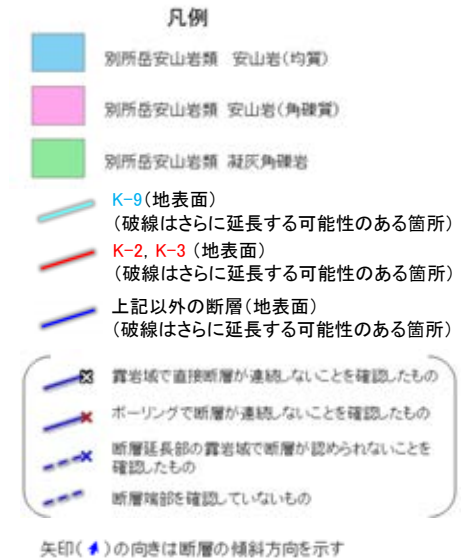 凡例
別所岳安山岩類 安山岩(均質)
別所岳安山岩類 安山岩(角礫質)
別所岳安山岩類 凝灰角礫岩
K-9(地表面)
(破線はさらに延長する可能性のある箇所)
K-2, K-3 (地表面)
(破線はさらに延長する可能性のある箇所)
上記以外の断層(地表面)
(破線はさらに延長する可能性のある箇所)
露岩域で直接断層が連続しないことを確認したもの
ボーリングで断層が連続しないことを確認したもの
断層延長部の露岩域で断層が認められないことを
確認したもの
断層端部を確認していないもの
矢印( )の向きは断層の傾斜方向を示す